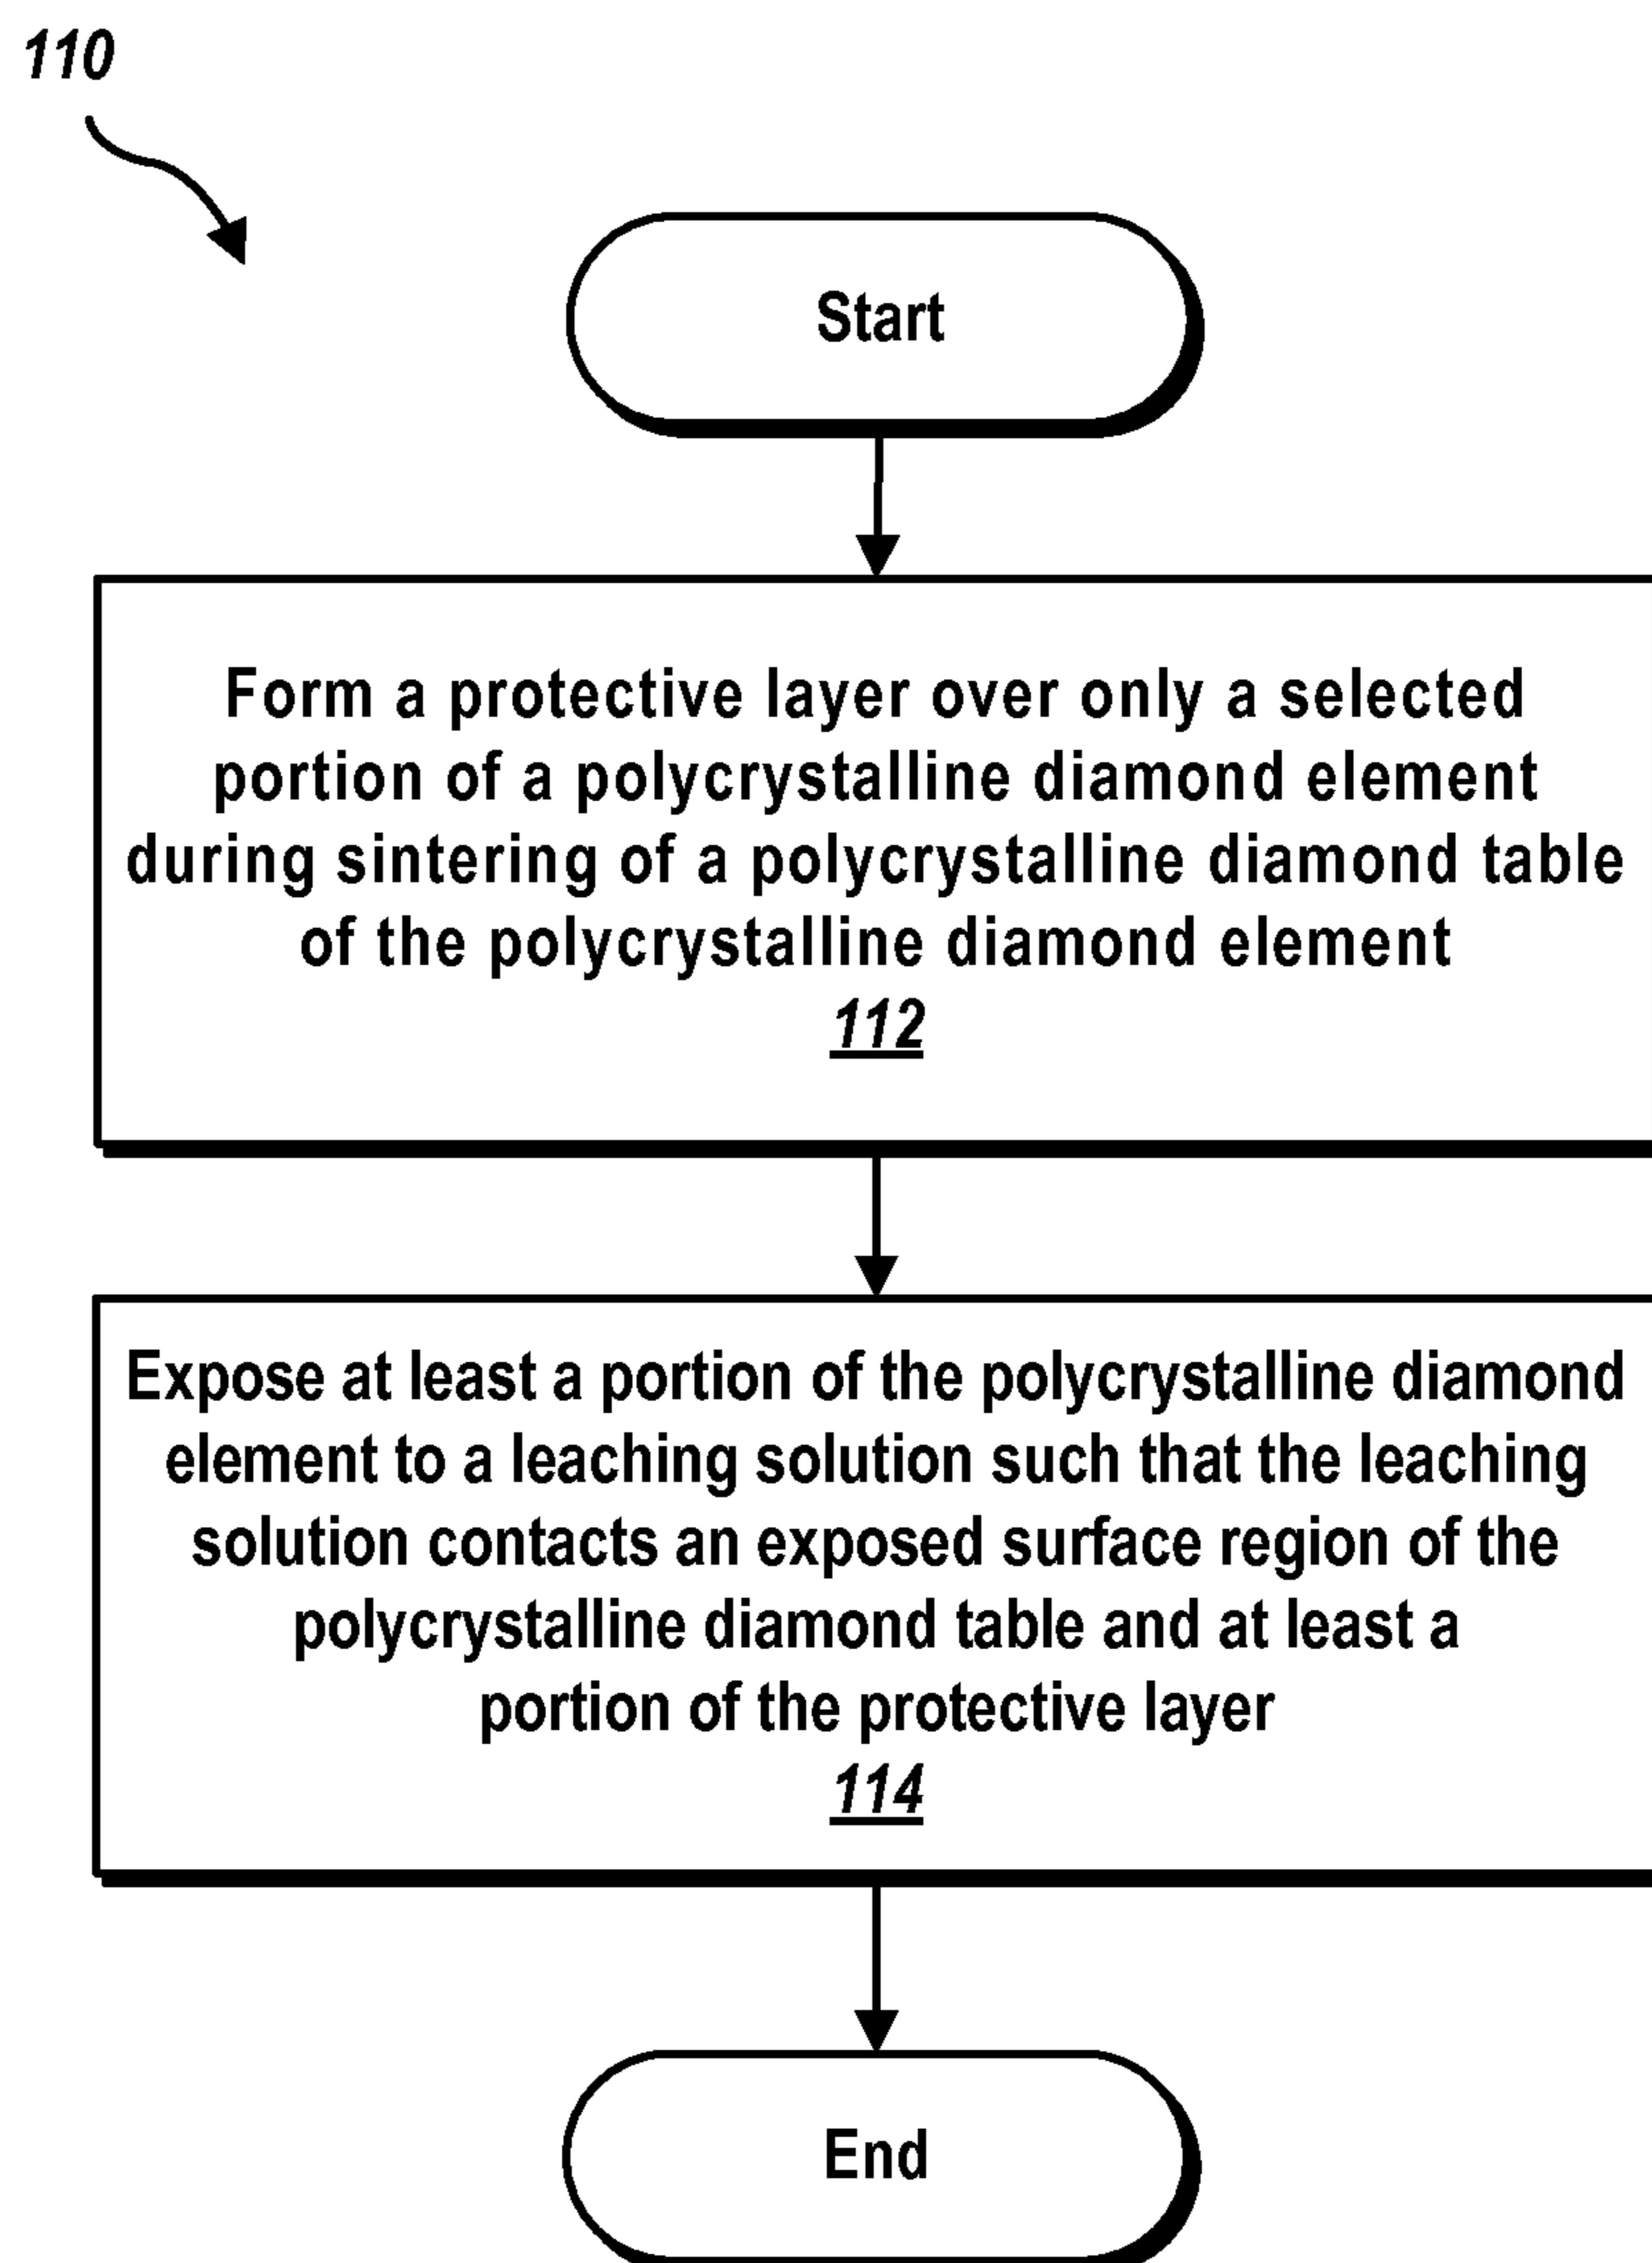 110
Start
Form a protective layer over only a selected
portion of a polycrystalline diamond element
during sintering of a polycrystalline diamond table
of the polycrystalline diamond element
112
Expose at least a portion of the polycrystalline diamond
element to a leaching solution such that the leaching
solution contacts an exposed surface region of the
polycrystalline diamond table and at least a
portion of the protective layer
114
End